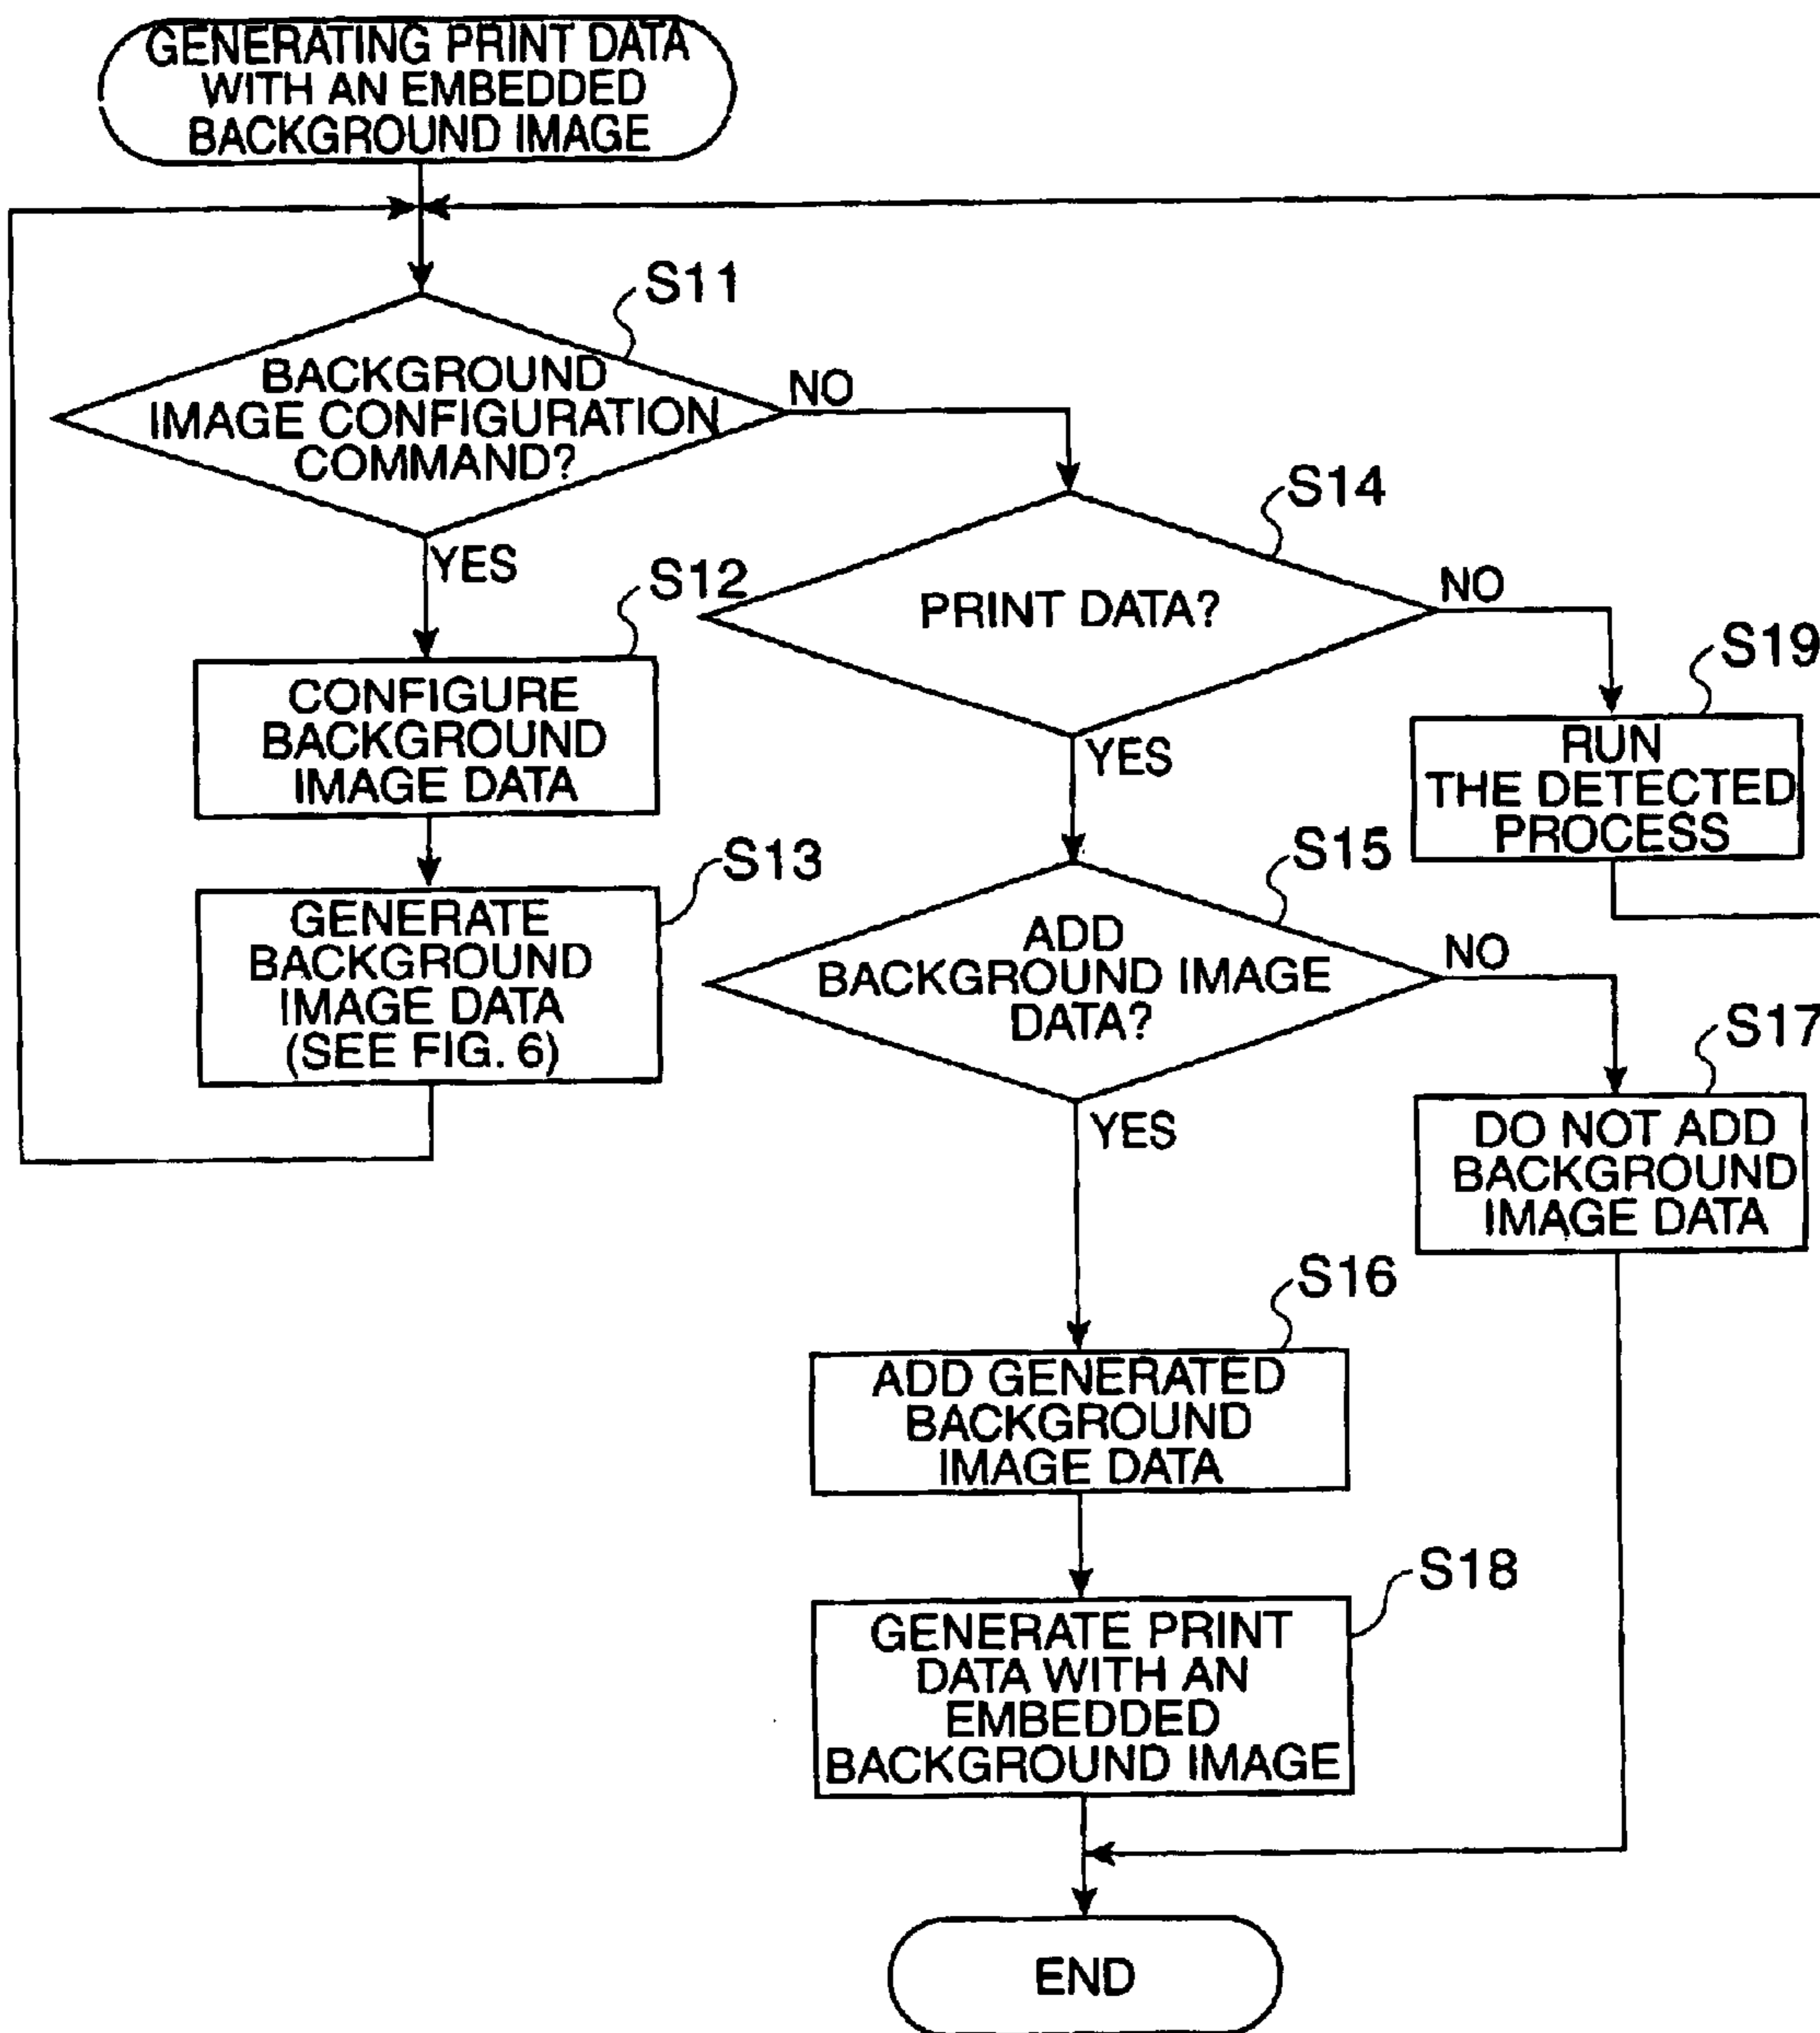 GENERATING PRINT DATA
WITH AN EMBEDDED
BACKGROUND IMAGE
S11
BACKGROUND
IMAGE CONFIGURATION
COMMAND?
NO
YES
S12
CONFIGURE
BACKGROUND
IMAGE DATA
S13
GENERATE
BACKGROUND
IMAGE DATA
(SEE FIG. 6)
S14
PRINT DATA?
NO
YES
S19
RUN
THE DETECTED
PROCESS
S15
ADD
BACKGROUND IMAGE
DATA?
NO
YES
S17
DO NOT ADD
BACKGROUND
IMAGE DATA
S16
ADD GENERATED
BACKGROUND
IMAGE DATA
S18
GENERATE PRINT
DATA WITH AN
EMBEDDED
BACKGROUND IMAGE
END